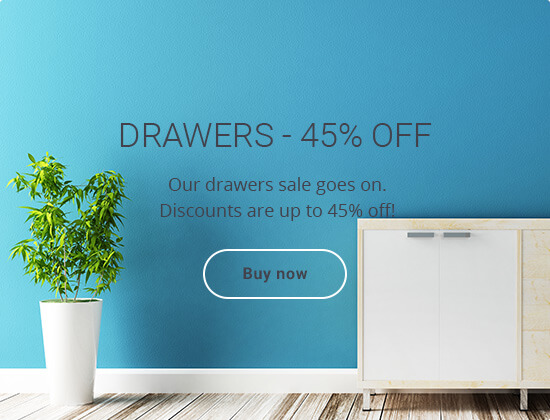 DRAWERS - 45% OFF
Our drawers sale goes on.
Discounts are up to 45% off!
Buy now